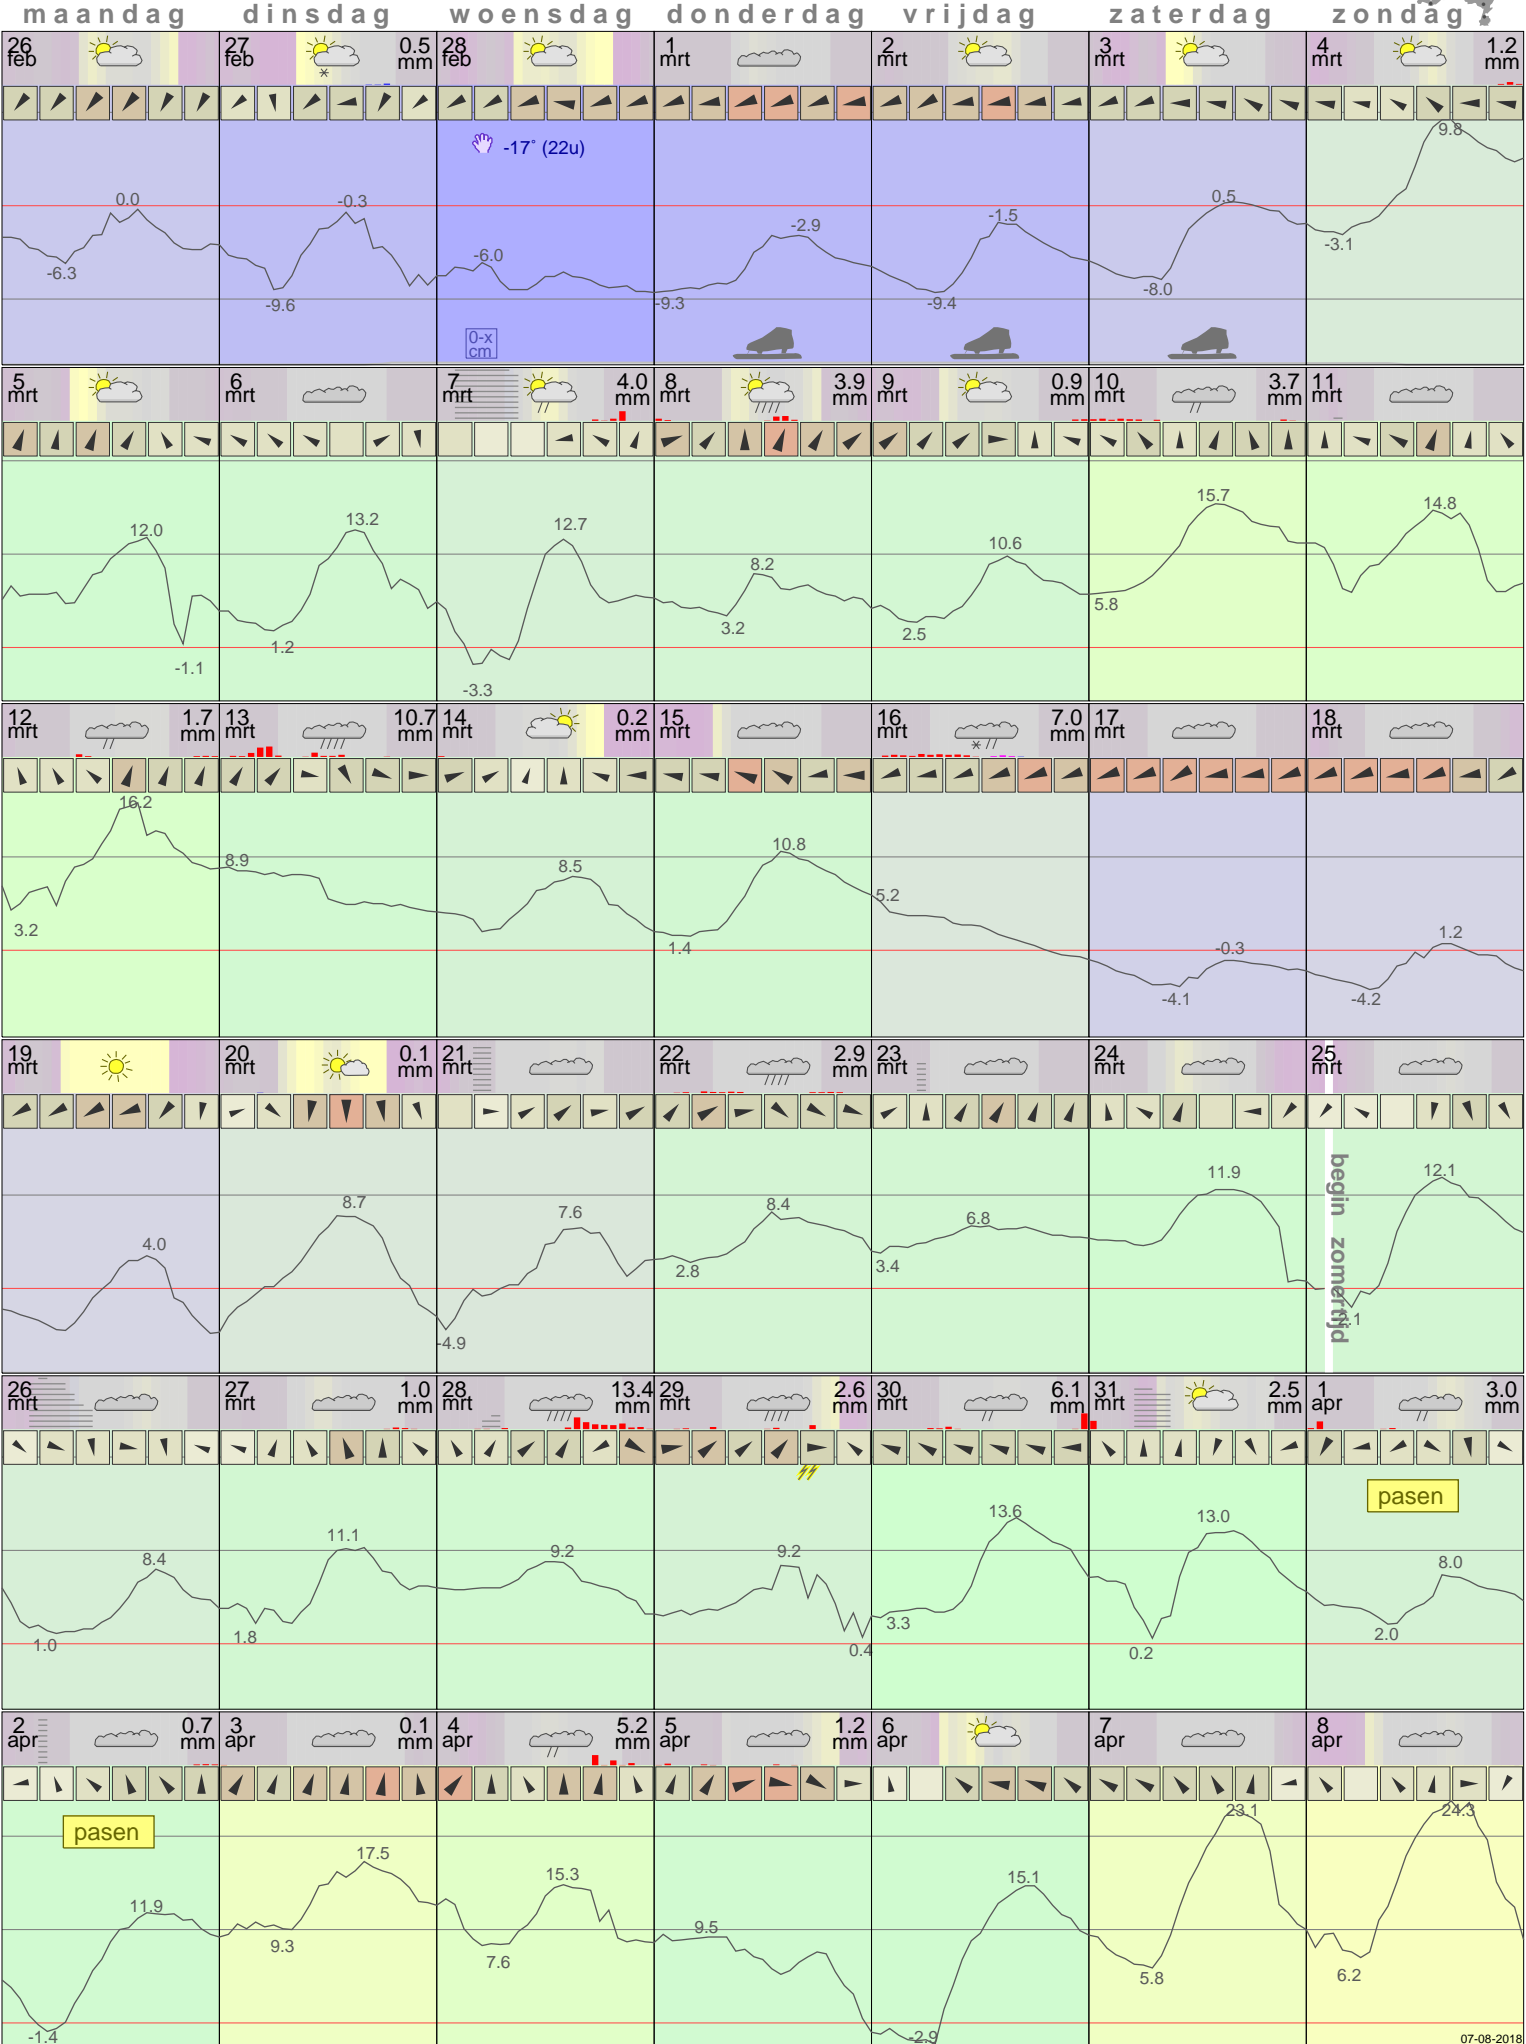 maandag dinsdag woensdag donderdag vrijdag zaterdag zondag
26 27 0.5 28 1 2 3 4 1.2
feb feb mm feb mrt mrt mrt mrt mm
9.8
-17° (22u)
0.0 -0.3 -1.5 0.5
-2.9
-6.3 -6.0 -3.1
-9.6 -9.3 -9.4 -8.0
0-x
cm
5 6 7 4.0 8 3.9 9 0.9 10 3.7 11
mrt mrt mrt mm mrt mm mrt mm mrt mm mrt
12.0 13.2 12.7 8.2 10.6 15.7 14.8
-1.1 1.2 -3.3 3.2 2.5 5.8
12 1.7 13 10.7 14 0.2 15 16 7.0 17 18
mrt mm mrt mm mrt mm mrt mrt mm mrt mrt
16.2 8.9 8.5 10.8 5.2 -0.3 1.2
3.2 1.4 -4.1 -4.2
19 20 0.1 21 22 2.9 23 24 25
mrt mrt mm mrt mrt mm mrt mrt mrt
begin zomertijd
4.0 8.7 7.6 8.4 6.8 11.9 12.1
-4.9 2.8 3.4 -2.1
26 27 1.0 28 13.4 29 2.6 30 6.1 31 2.5 1 3.0
mrt mrt mm mrt mm mrt mm mrt mm mrt mm apr mm
pasen
8.4 11.1 9.2 9.2 13.6 13.0 8.0
1.0 1.8 0.4 3.3 0.2 2.0
2 0.7 3 0.1 4 5.2 5 1.2 6 7 8
apr mm apr mm apr mm apr mm apr apr apr
pasen
11.9 17.5 15.3 9.5 15.1 23.1 24.3
-1.4 9.3 7.6 -2.9 5.8 6.2
07-08-2018